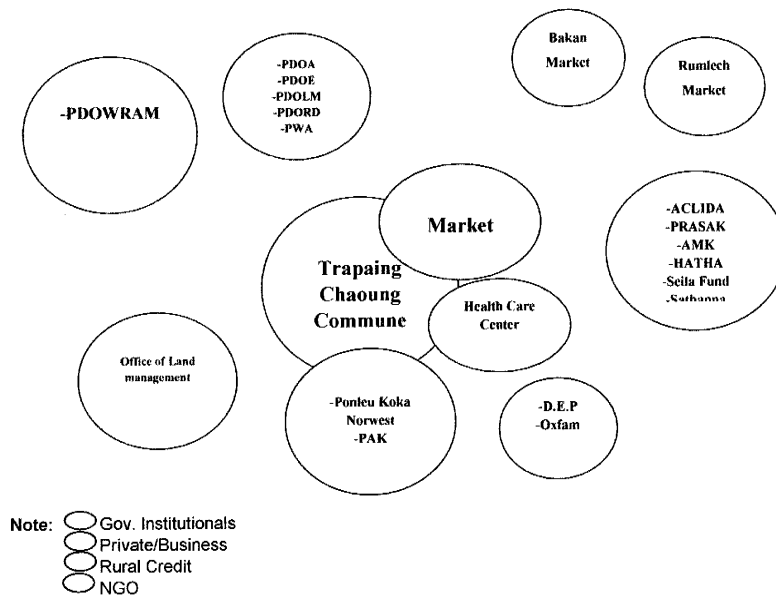 -PDOWRAM
-PDOA
-PDOE
-PDOLM
-PDORD
-PWA
Bakan
Market
Rumlech
Market
Market
Trapaing
Chaoung
Commune
Health Care
Center
-ACLIDA
-PRASAK
-AMK
-HATHA
-Seila Fund
-Sathapna
Office of Land
management
-Ponleu Koka
Norwest
-PAK
-D.E.P
-Oxfam
Note:
Gov. Institutionals
Private/Business
Rural Credit
NGO